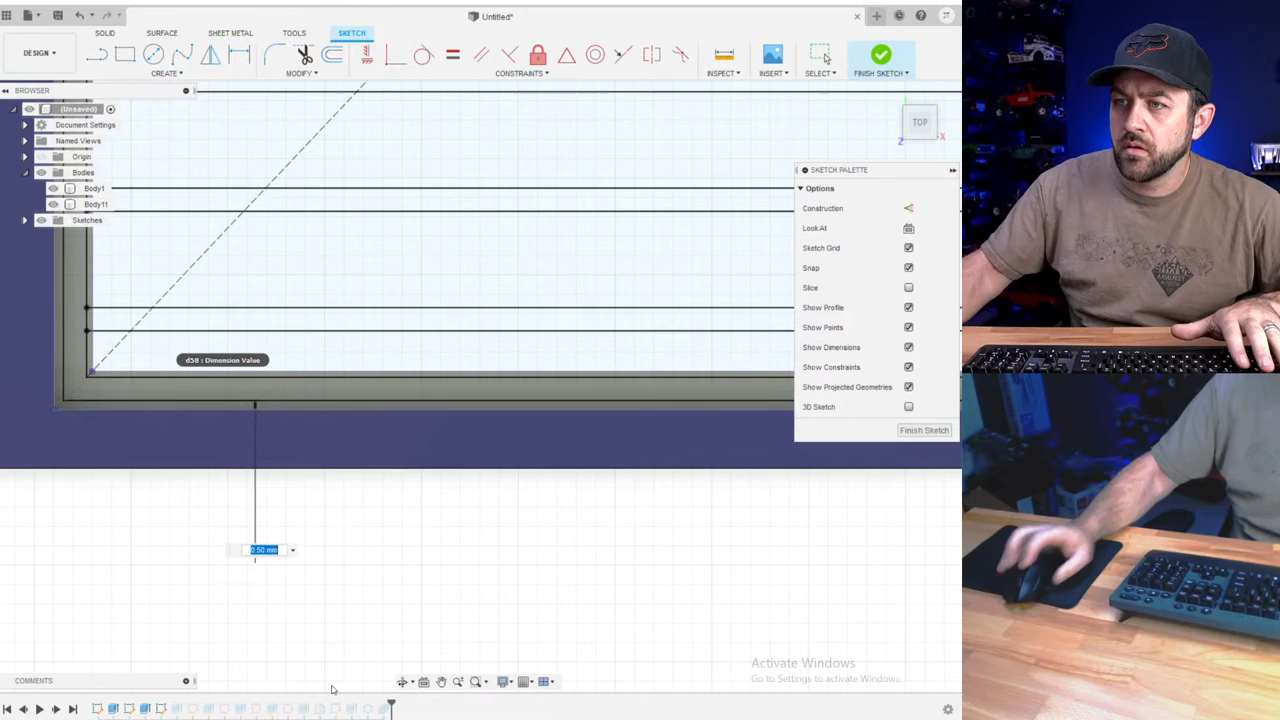 Untitled*
JT
SOLID SURFACE SHEET METAL TOOLS SKETCH
DESIGN
CREATE MODIFY CONSTRAINTS INSPECT INSERT SELECT FINISH SKETCH
BROWSER
(Unsaved)
Document Settings
Named Views
Origin
Bodies
Body1
Body11
Sketches
TOP
X
Z
SKETCH PALETTE
Options
Construction
Look At
Sketch Grid
Snap
Slice
Show Profile
Show Points
Show Dimensions
Show Constraints
Show Projected Geometries
3D Sketch
Finish Sketch
d58 : Dimension Value
0.50 mm
Activate Windows
Go to Settings to activate Windows.
COMMENTS